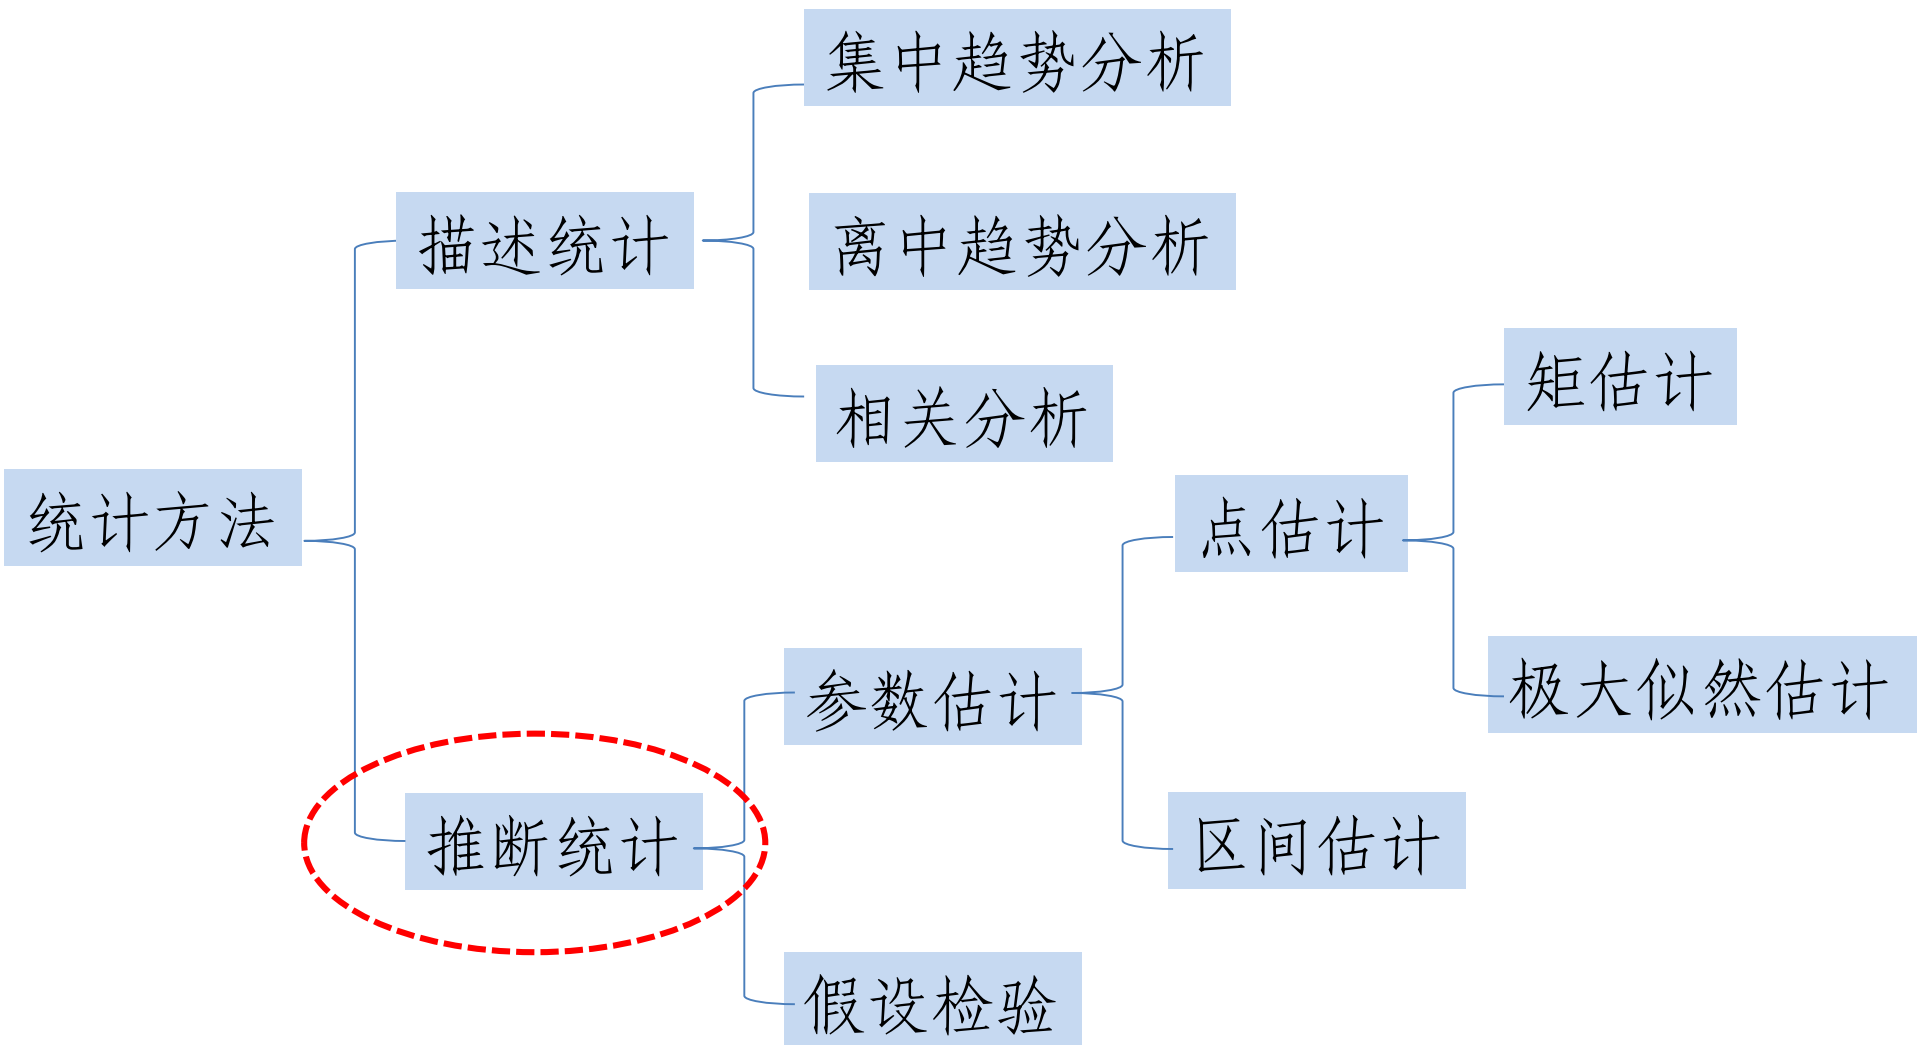 集中趋势分析
描述统计
离中趋势分析
相关分析
矩估计
统计方法
点估计
参数估计
极大似然估计
推断统计
区间估计
假设检验